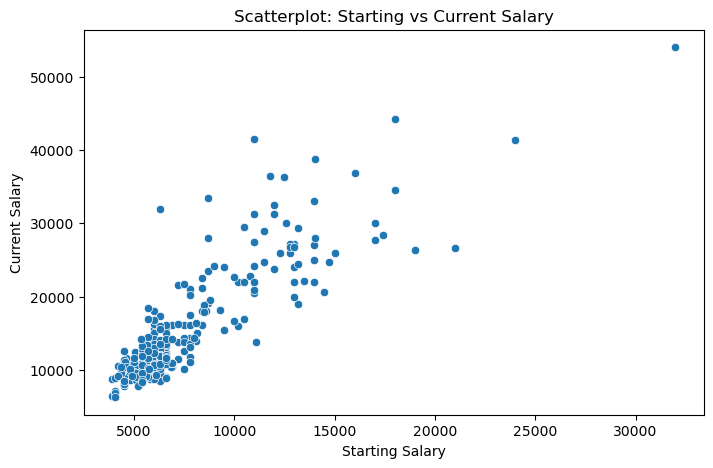 Scatterplot: Starting vs Current Salary
50000
40000
30000
20000
10000
Current Salary
5000 10000 15000 20000 25000 30000
Starting Salary